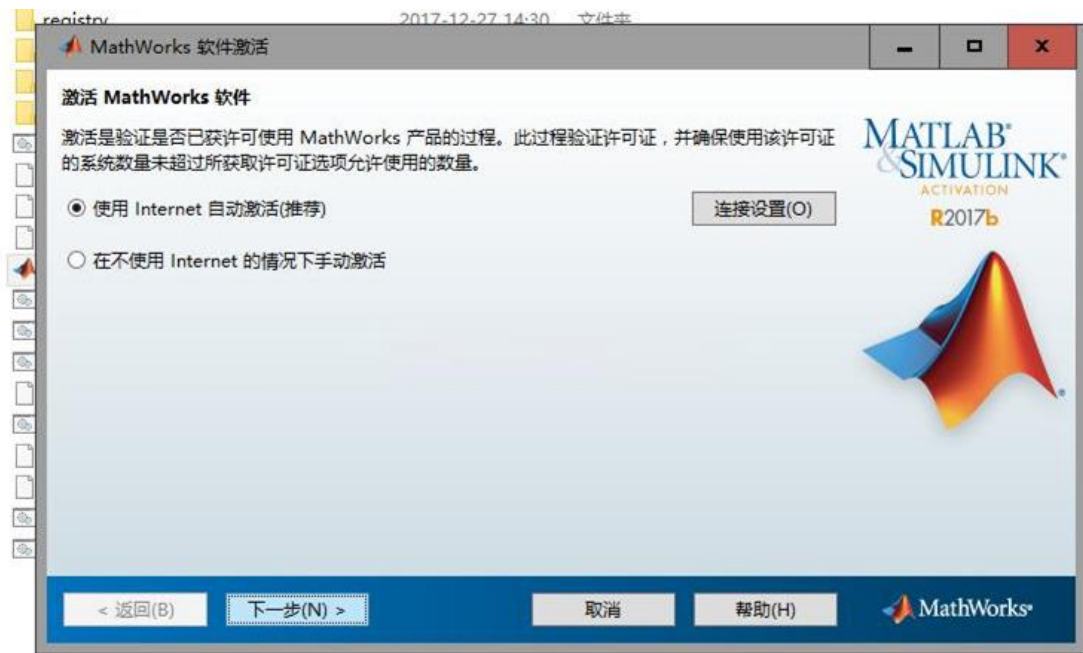 registry 2017-12-27 14:30 文件夹
MathWorks 软件激活
激活 MathWorks 软件
激活是验证是否已获许可使用 MathWorks 产品的过程。此过程验证许可证，并确保使用该许可证
的系统数量未超过所获取许可证选项允许使用的数量。
使用 Internet 自动激活(推荐)
连接设置(O)
在不使用 Internet 的情况下手动激活
MATLAB®
&SIMULINK®
ACTIVATION
R2017b
< 返回(B)
下一步(N) >
取消
帮助(H)
MathWorks®